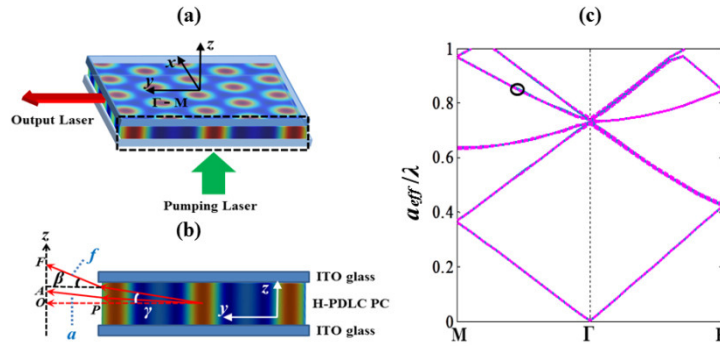 (a)
z
x
y
Γ - M
Output Laser
Pumping Laser
(b)
z
F
f
β
A
O
P
a
γ
y
z
ITO glass
H-PDLC PC
ITO glass
(c)
a_eff/λ
1
0.8
0.6
0.4
0.2
0
M
Γ